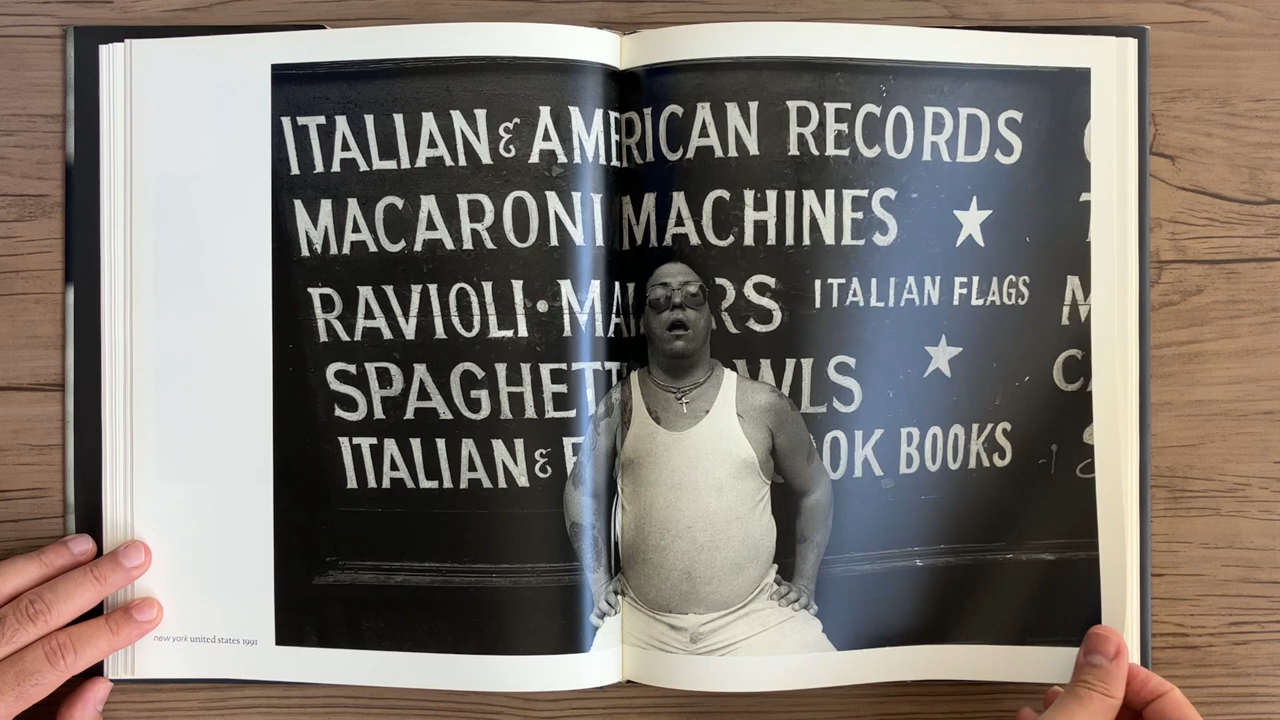 ITALIAN & AMERICAN RECORDS
MACARONI MACHINES
RAVIOLI · MA RS ITALIAN FLAGS
SPAGHETT WLS
ITALIAN & OK BOOKS
new york united states 1991